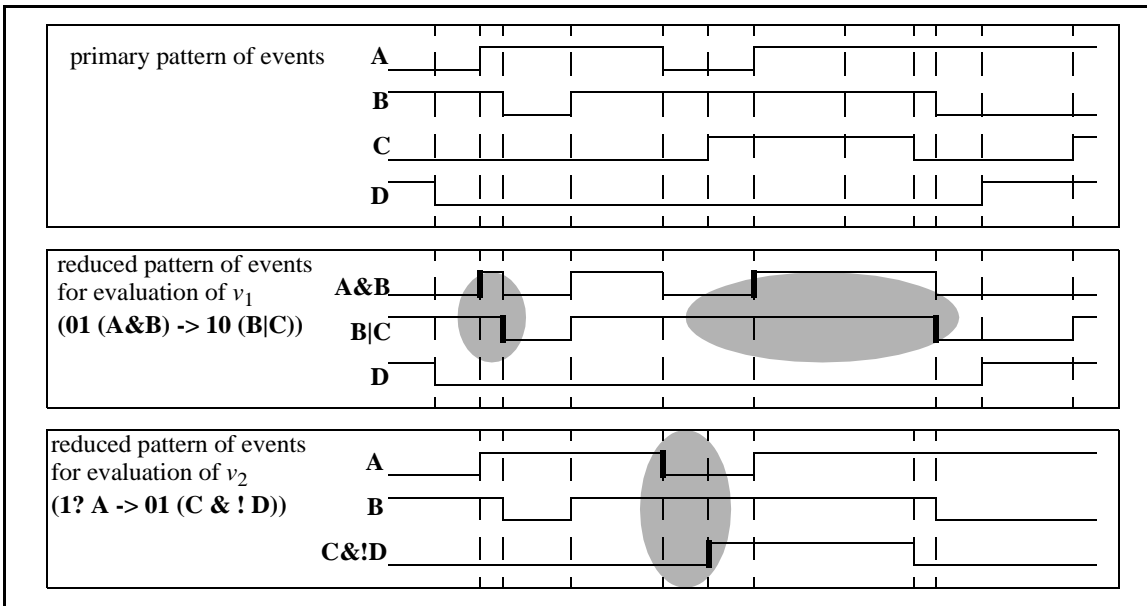 primary pattern of events A
B
C
D
reduced pattern of events
for evaluation of v1
(01 (A&B) -> 10 (B|C))
A&B
B|C
D
reduced pattern of events
for evaluation of v2
(1? A -> 01 (C & ! D))
A
B
C&!D